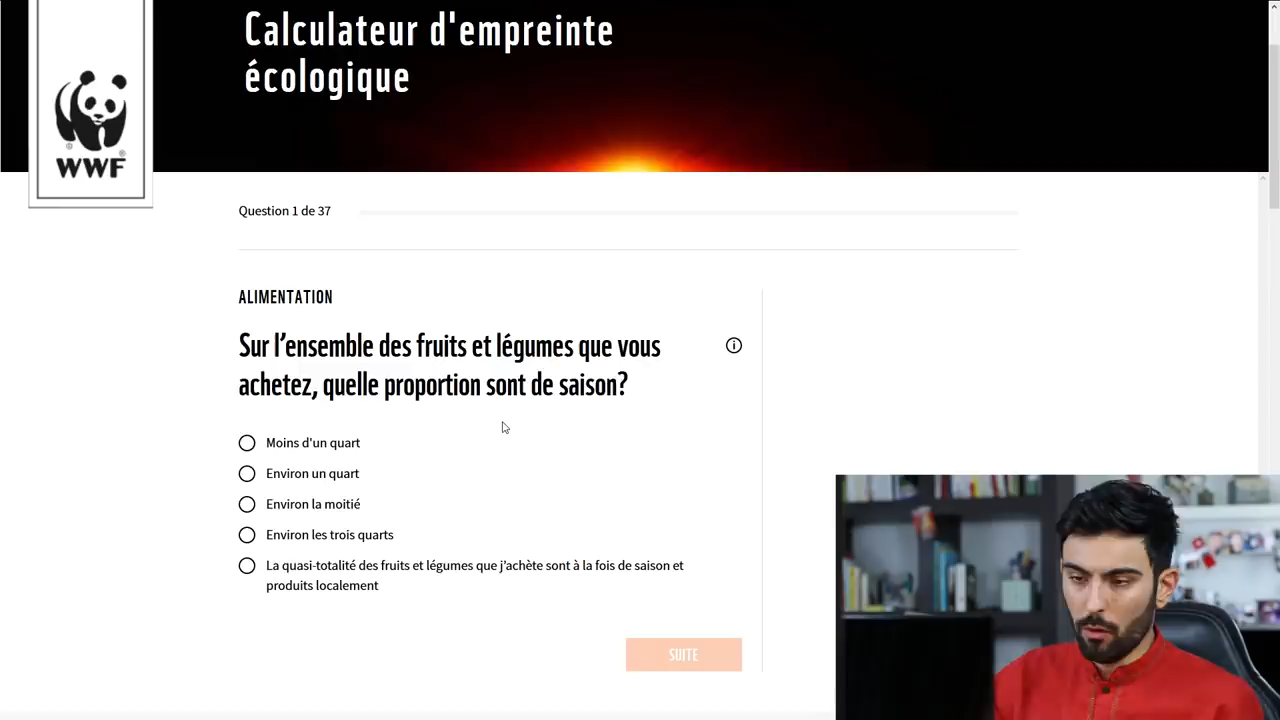 Calculateur d'empreinte
écologique
WWF
Question 1 de 37
ALIMENTATION
Sur l’ensemble des fruits et légumes que vous
achetez, quelle proportion sont de saison?
Moins d'un quart
Environ un quart
Environ la moitié
Environ les trois quarts
La quasi-totalité des fruits et légumes que j’achète sont à la fois de saison et
produits localement
SUITE